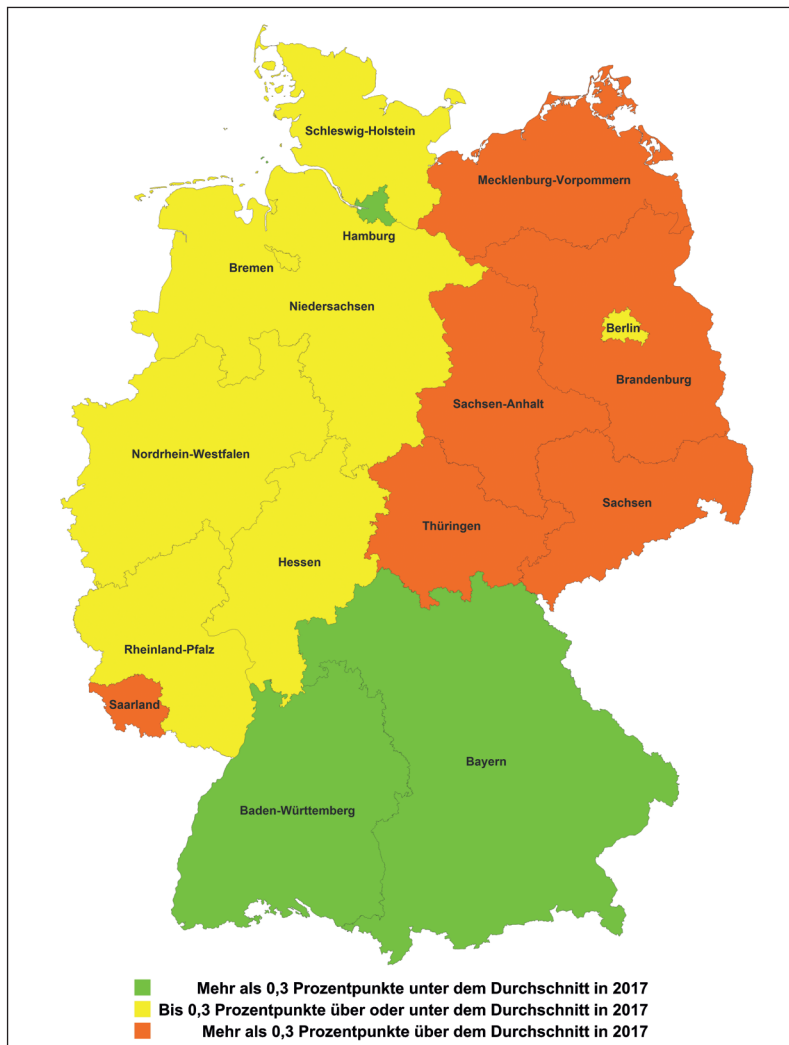 Schleswig-Holstein
Mecklenburg-Vorpommern
Hamburg
Bremen
Niedersachsen
Berlin
Brandenburg
Sachsen-Anhalt
Nordrhein-Westfalen
Sachsen
Thüringen
Hessen
Rheinland-Pfalz
Saarland
Bayern
Baden-Württemberg
Mehr als 0,3 Prozentpunkte unter dem Durchschnitt in 2017
Bis 0,3 Prozentpunkte über oder unter dem Durchschnitt in 2017
Mehr als 0,3 Prozentpunkte über dem Durchschnitt in 2017